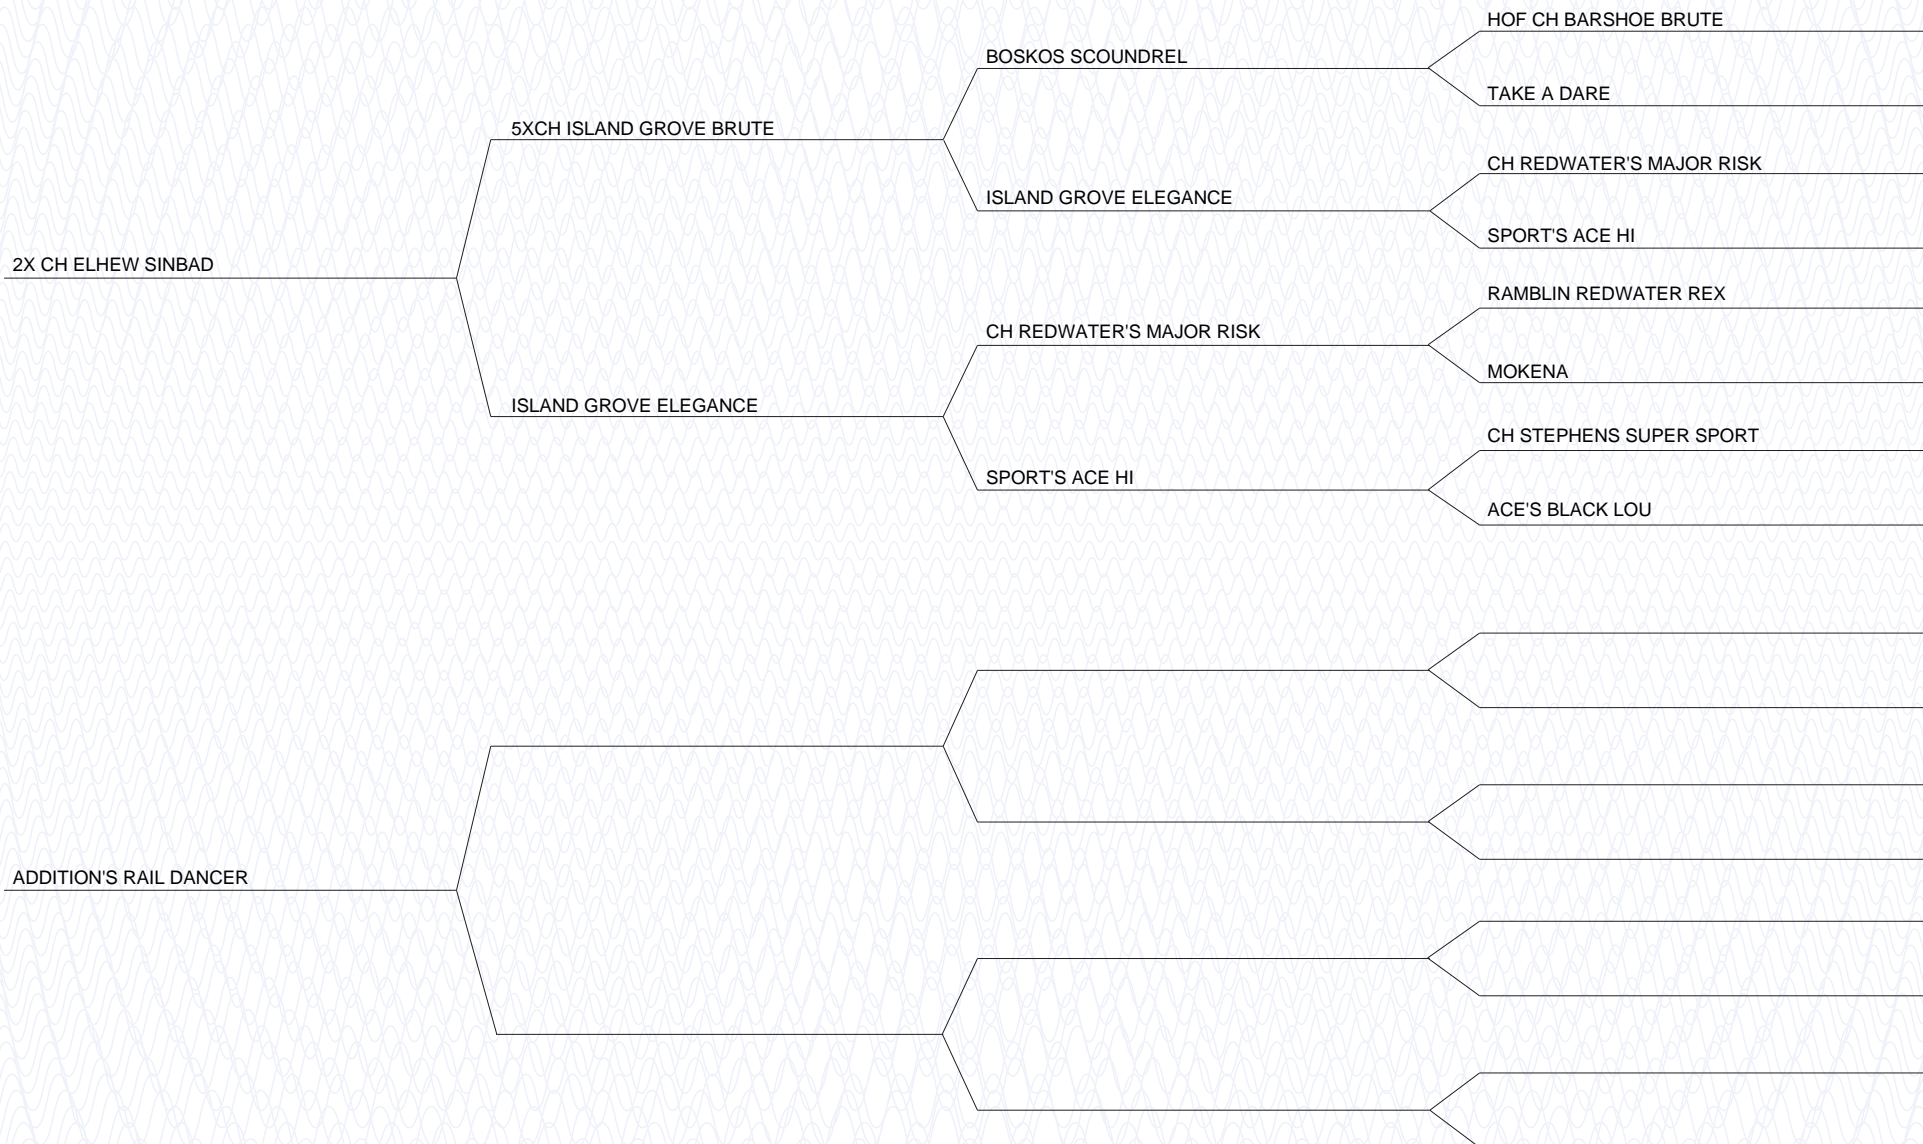 HOF CH BARSHOE BRUTE
BOSKOS SCOUNDREL
TAKE A DARE
5XCH ISLAND GROVE BRUTE
CH REDWATER'S MAJOR RISK
ISLAND GROVE ELEGANCE
SPORT'S ACE HI
2X CH ELHEW SINBAD
RAMBLIN REDWATER REX
CH REDWATER'S MAJOR RISK
MOKENA
ISLAND GROVE ELEGANCE
CH STEPHENS SUPER SPORT
SPORT'S ACE HI
ACE'S BLACK LOU
ADDITION'S RAIL DANCER